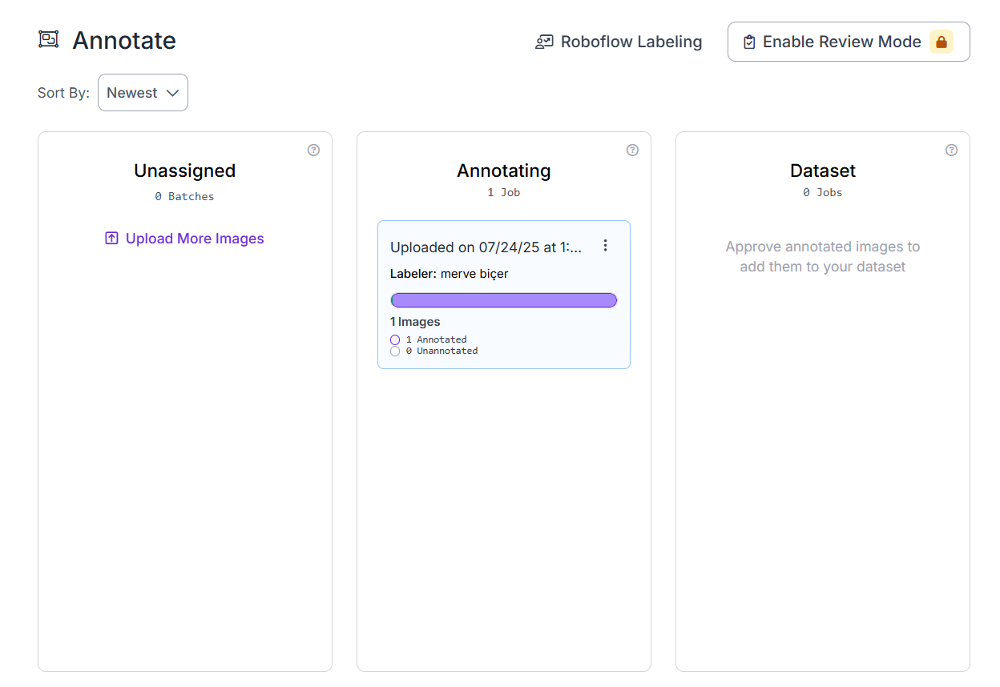 Annotate
Roboflow Labeling
Enable Review Mode
Sort By:
Newest
Unassigned
0 Batches
Upload More Images
Annotating
1 Job
Uploaded on 07/24/25 at 1:...
Labeler: merve biçer
1 Images
1 Annotated
0 Unannotated
Dataset
0 Jobs
Approve annotated images to
add them to your dataset